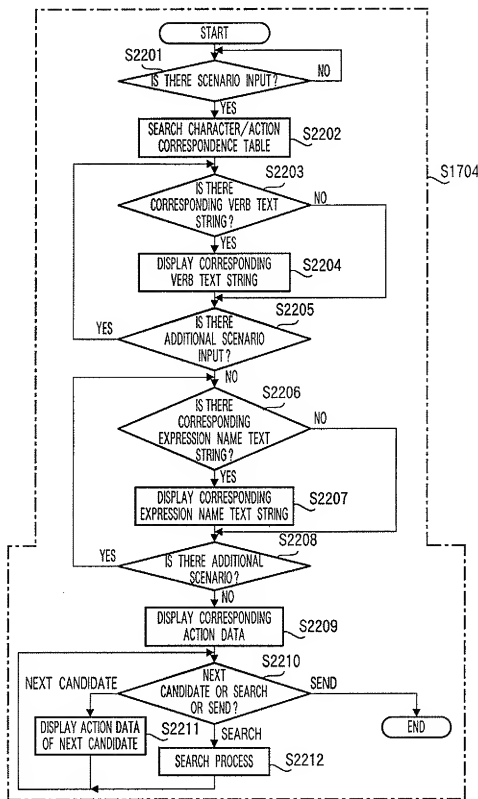 START
S2201
IS THERE SCENARIO INPUT?
NO
YES
SEARCH CHARACTER/ACTION
CORRESPONDENCE TABLE
S2202
S2203
IS THERE
CORRESPONDING VERB TEXT
STRING?
NO
S1704
YES
DISPLAY CORRESPONDING
VERB TEXT STRING
S2204
S2205
YES
IS THERE
ADDITIONAL SCENARIO
INPUT?
NO
S2206
IS THERE
CORRESPONDING
EXPRESSION NAME TEXT
STRING?
NO
YES
DISPLAY CORRESPONDING
EXPRESSION NAME TEXT STRING
S2207
S2208
YES
IS THERE ADDITIONAL
SCENARIO?
NO
DISPLAY CORRESPONDING
ACTION DATA
S2209
S2210
NEXT CANDIDATE
NEXT
CANDIDATE OR SEARCH
OR SEND?
SEND
END
DISPLAY ACTION DATA
OF NEXT CANDIDATE
S2211
SEARCH
SEARCH PROCESS
S2212